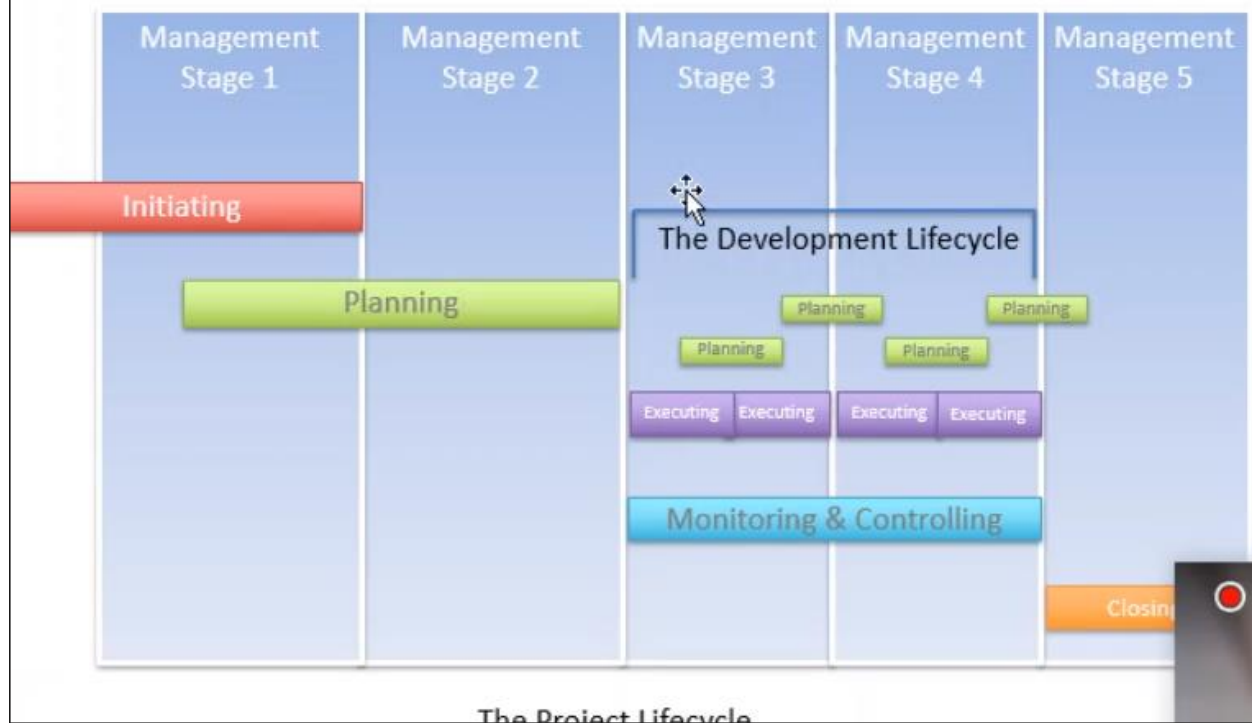 Management
Stage 1
Management
Stage 2
Management
Stage 3
Management
Stage 4
Management
Stage 5
Initiating
The Development Lifecycle
Planning
Planning
Planning
Planning
Planning
Executing
Executing
Executing
Executing
Monitoring & Controlling
The Project Lifecycle